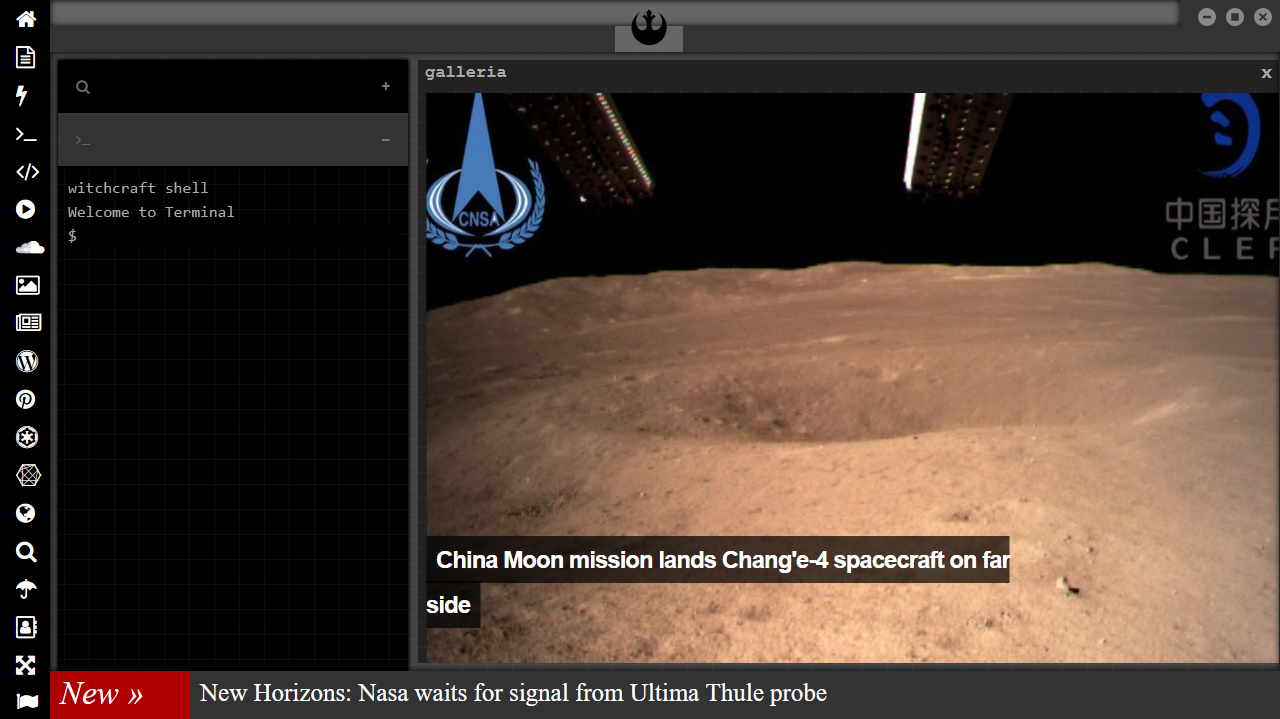 galleria
x
+
>_
–
witchcraft shell
Welcome to Terminal
$
CNSA
中国探月
CLEP
China Moon mission lands Chang'e-4 spacecraft on far
side
New »
New Horizons: Nasa waits for signal from Ultima Thule probe